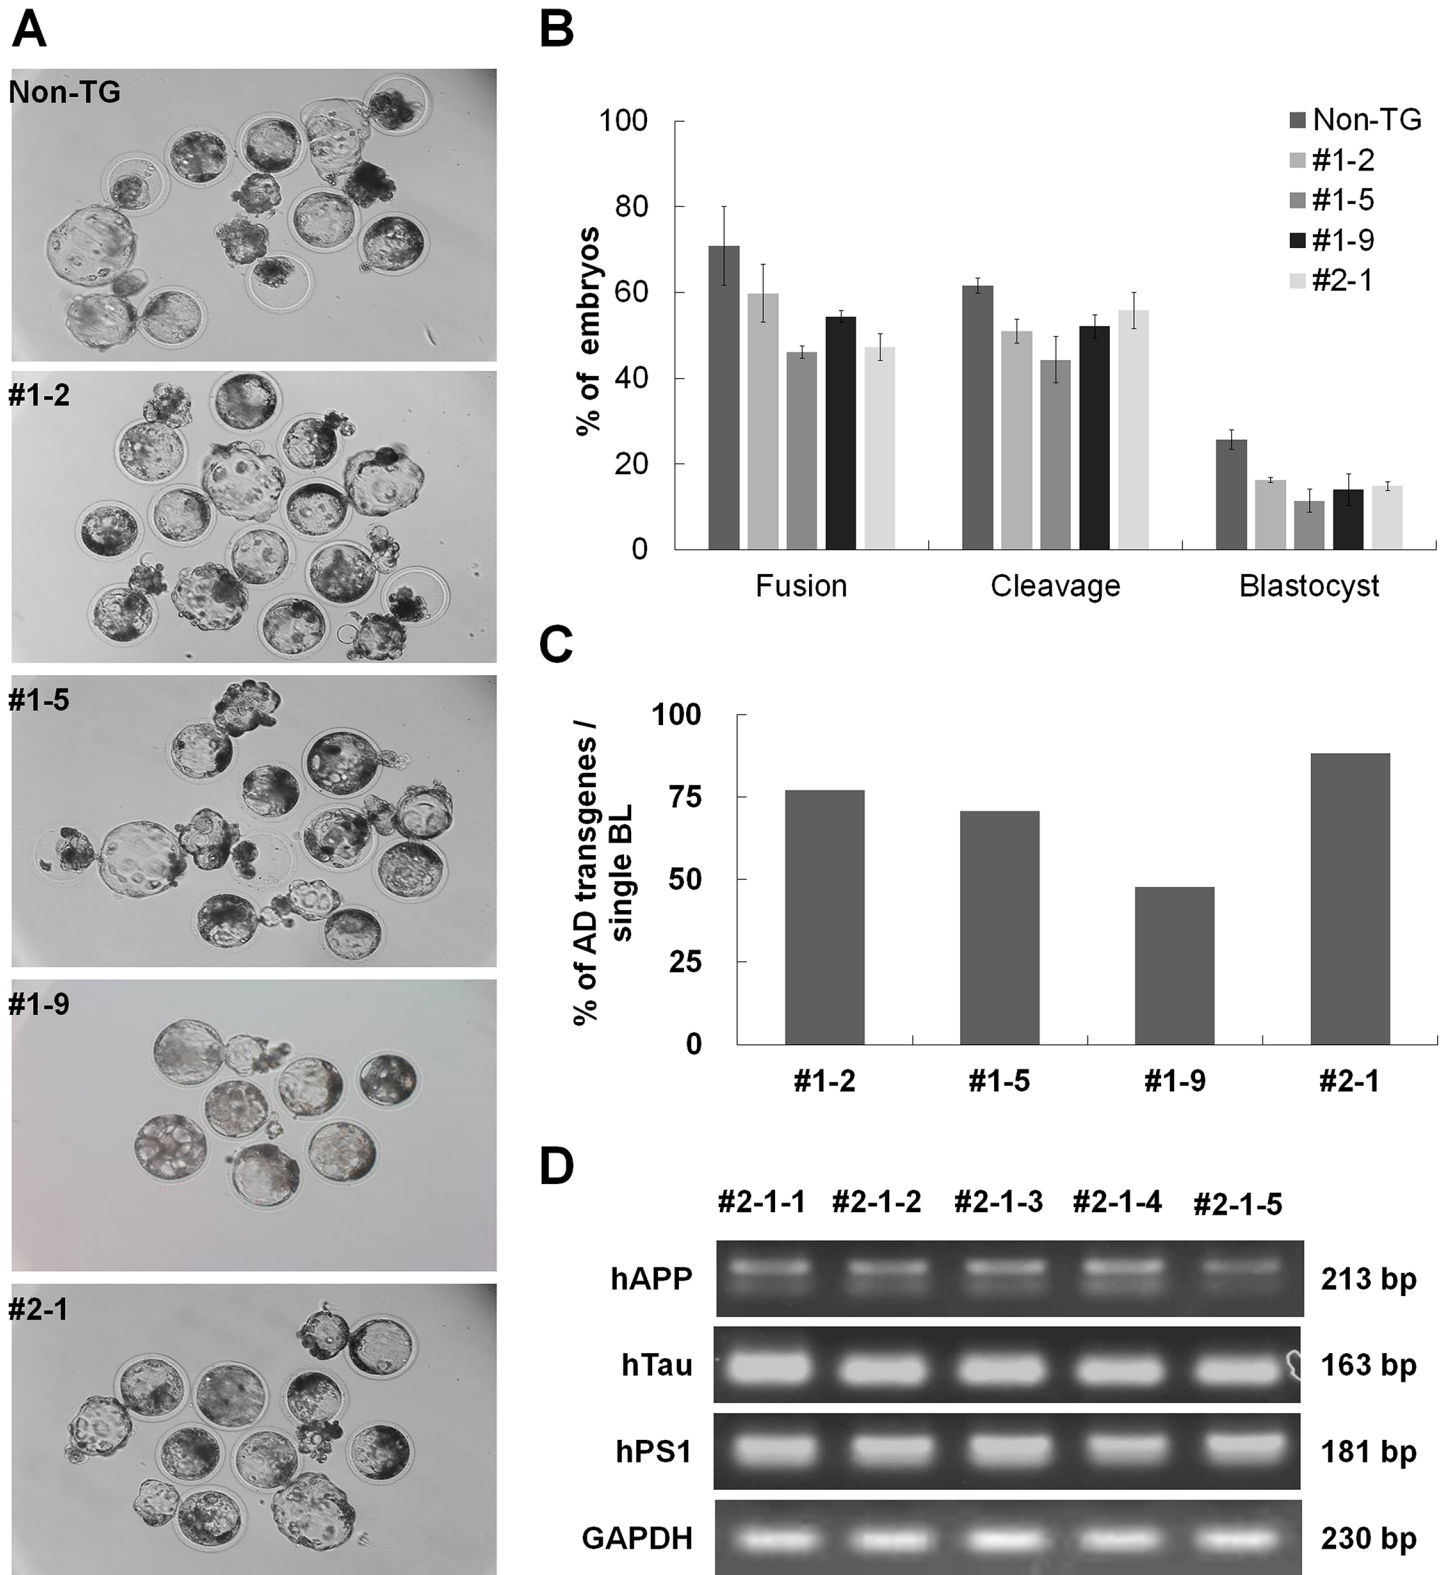 A
Non-TG
#1-2
#1-5
#1-9
#2-1
B
100
80
60
40
20
0
% of embryos
Fusion
Cleavage
Blastocyst
Non-TG
#1-2
#1-5
#1-9
#2-1
C
100
75
50
25
0
% of AD transgenes /
single BL
#1-2
#1-5
#1-9
#2-1
D
#2-1-1 #2-1-2 #2-1-3 #2-1-4 #2-1-5
hAPP 213 bp
hTau 163 bp
hPS1 181 bp
GAPDH 230 bp